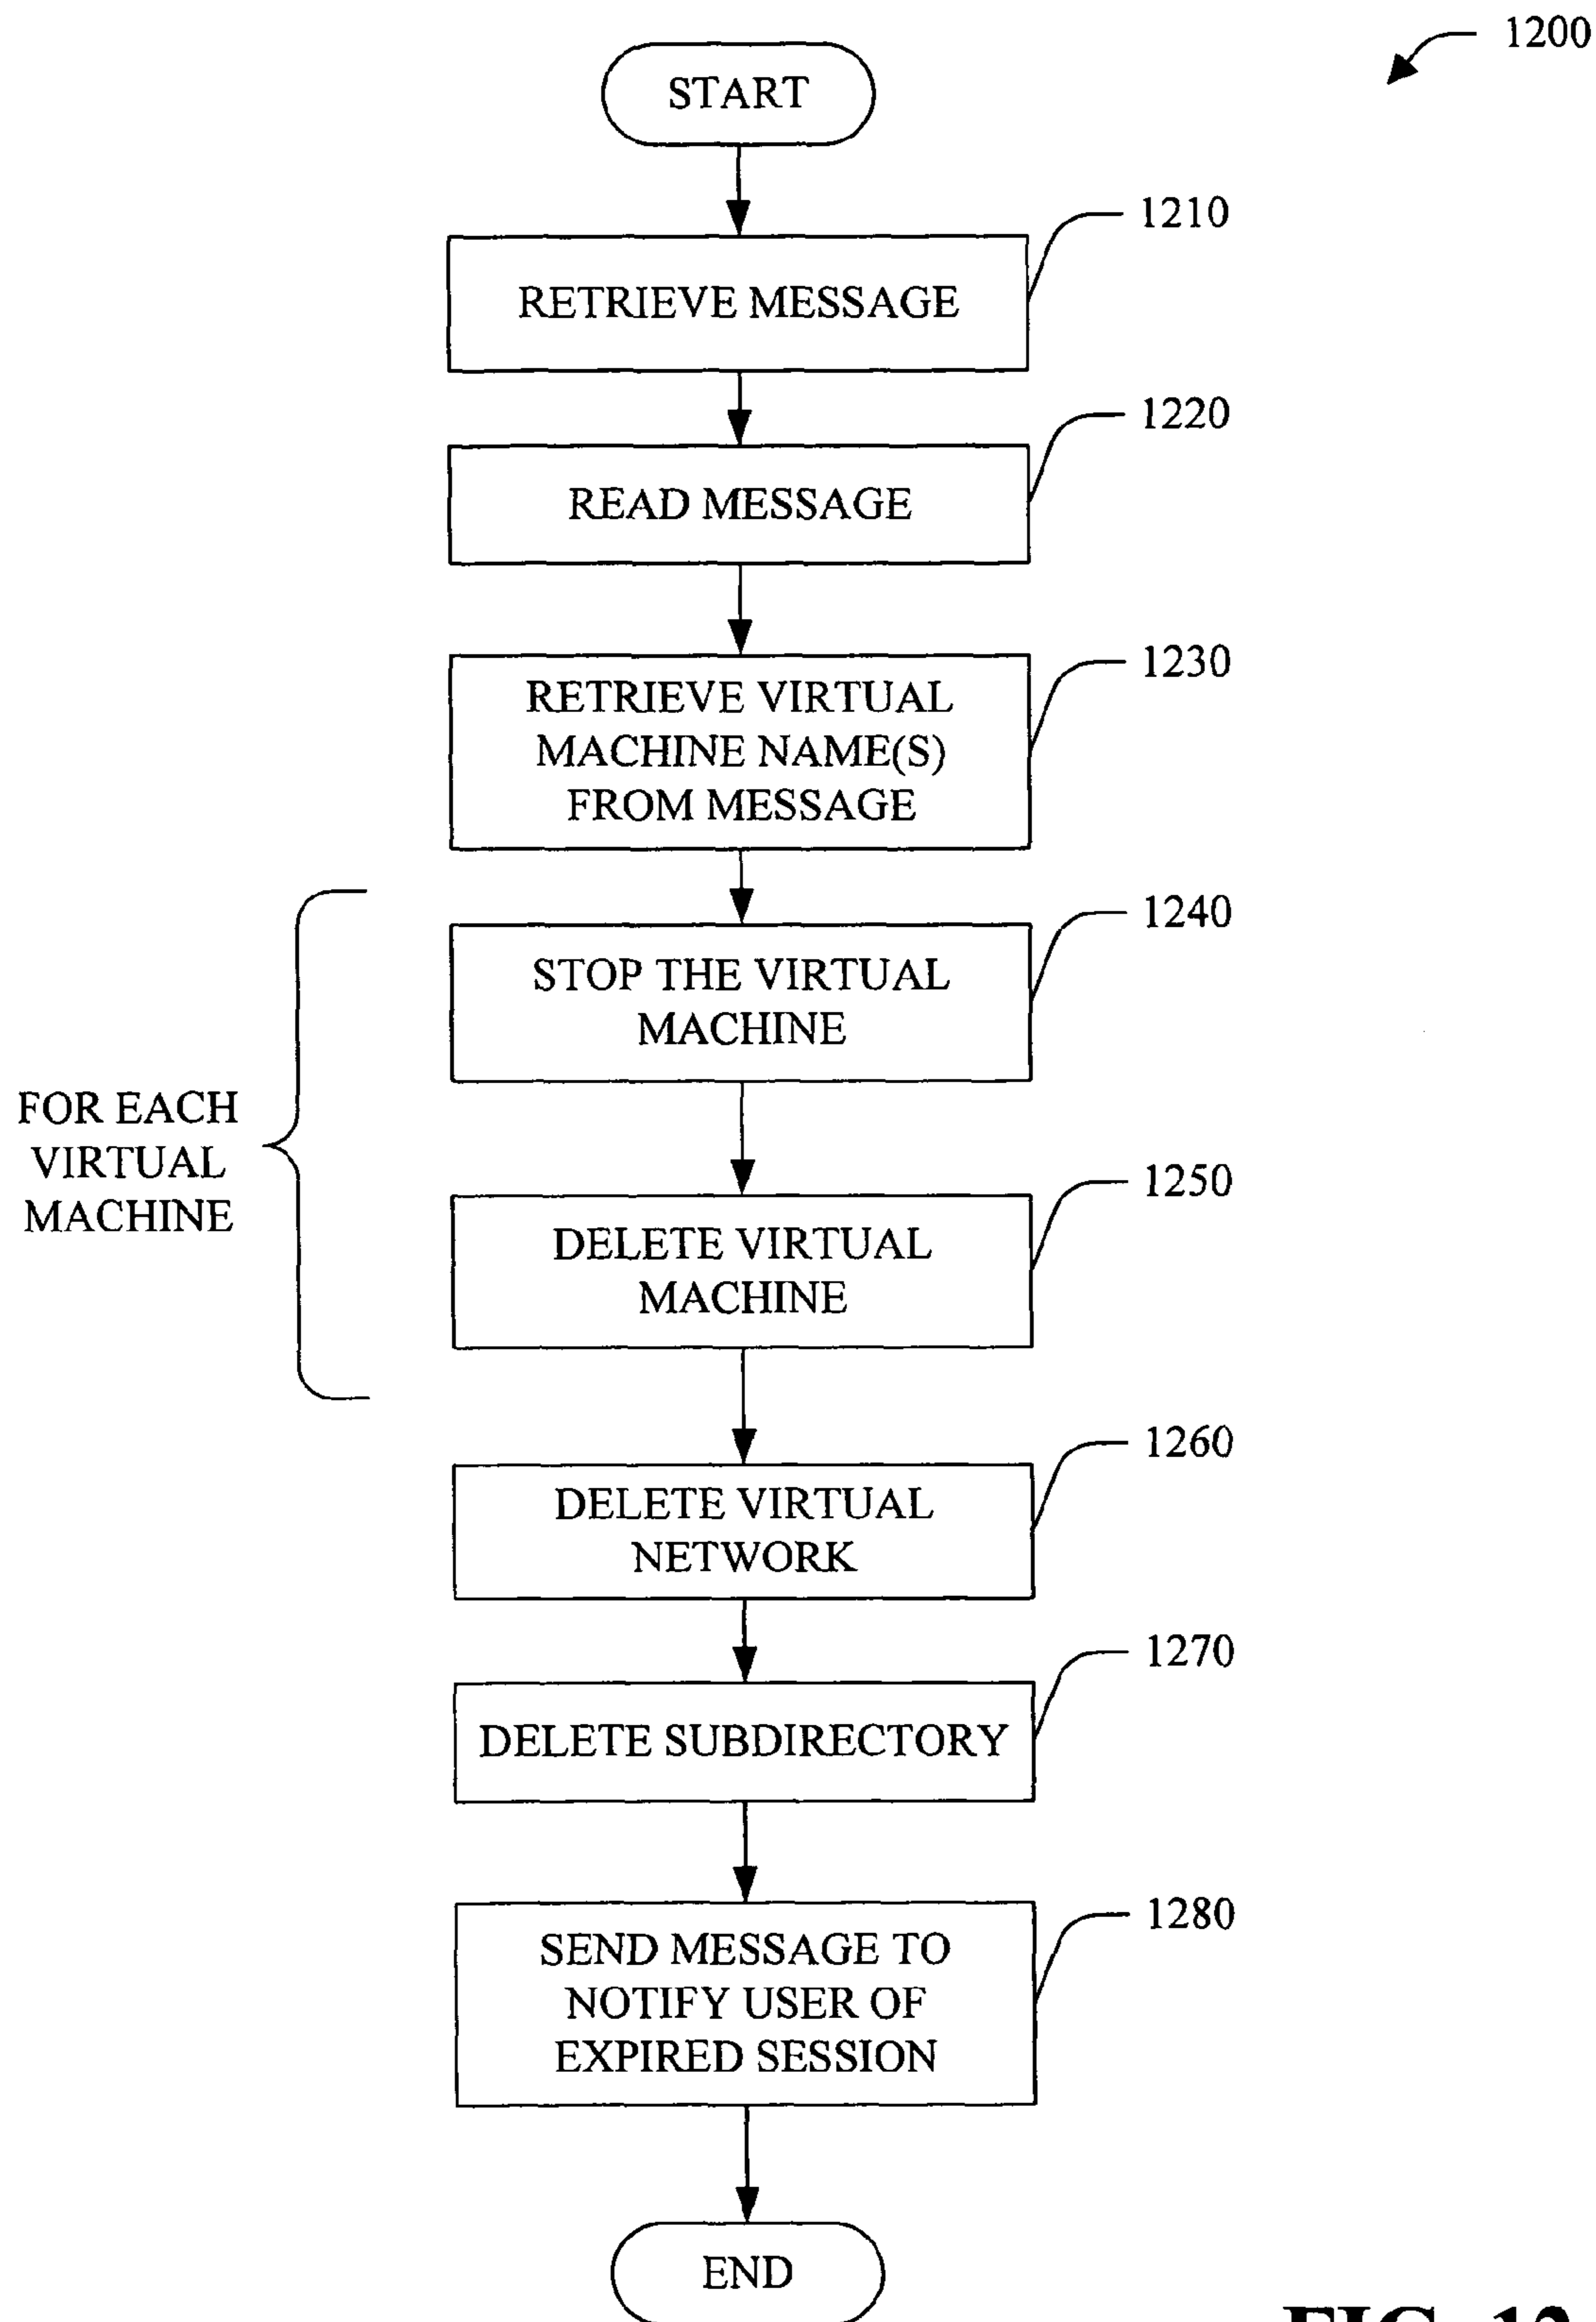 1200
START
1210
RETRIEVE MESSAGE
1220
READ MESSAGE
1230
RETRIEVE VIRTUAL
MACHINE NAME(S)
FROM MESSAGE
1240
STOP THE VIRTUAL
MACHINE
FOR EACH
VIRTUAL
MACHINE
1250
DELETE VIRTUAL
MACHINE
1260
DELETE VIRTUAL
NETWORK
1270
DELETE SUBDIRECTORY
1280
SEND MESSAGE TO
NOTIFY USER OF
EXPIRED SESSION
END